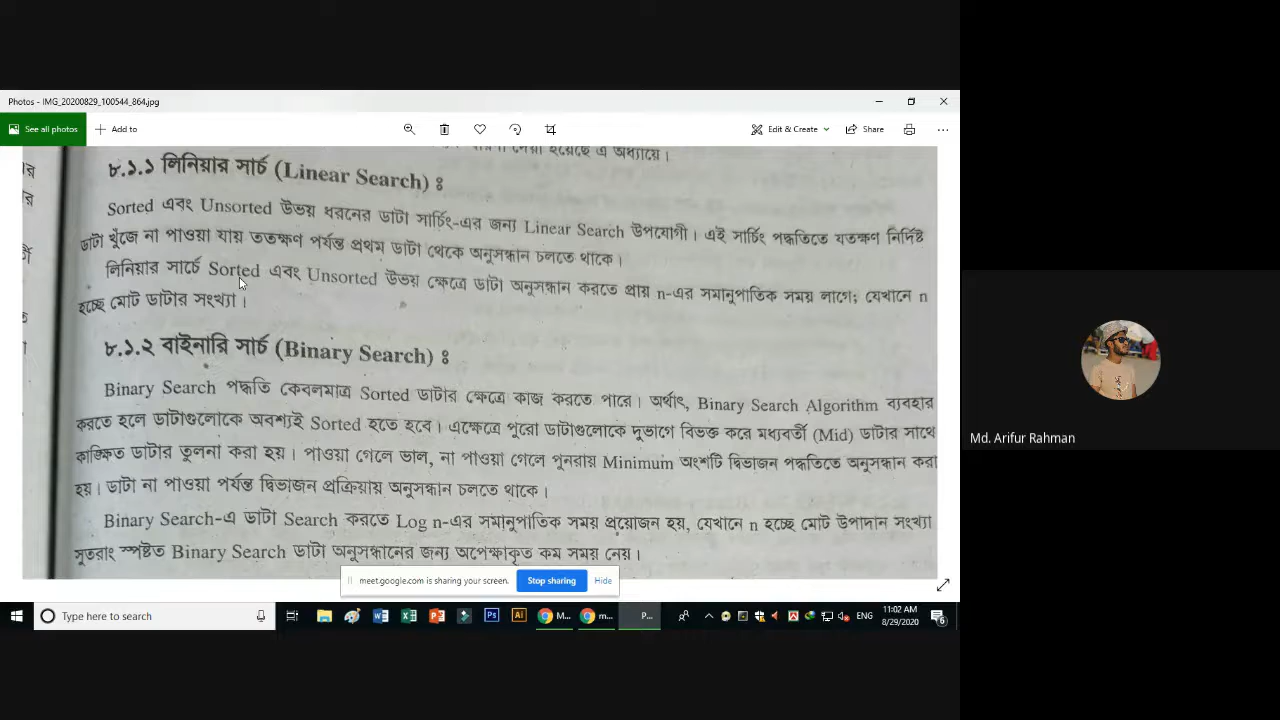 Photos - IMG_20200829_100544_864.jpg
See all photos
Add to
Edit & Create
Share
এ অধ্যায়ে।
৮.১.১ লিনিয়ার সার্চ (Linear Search) ঃ
Sorted এবং Unsorted উভয় ধরনের ডাটা সার্চিং-এর জন্য Linear Search উপযোগী। এই সার্চিং পদ্ধতিতে যতক্ষণ নির্দিষ্ট
ডাটা খুঁজে না পাওয়া যায় ততক্ষণ পর্যন্ত প্রথম ডাটা থেকে অনুসন্ধান চলতে থাকে।
লিনিয়ার সার্চে Sorted এবং Unsorted উভয় ক্ষেত্রে ডাটা অনুসন্ধান করতে প্রায় n-এর সমানুপাতিক সময় লাগে; যেখানে n
হচ্ছে মোট ডাটার সংখ্যা।
৮.১.২ বাইনারি সার্চ (Binary Search) ঃ
Binary Search পদ্ধতি কেবলমাত্র Sorted ডাটার ক্ষেত্রে কাজ করতে পারে। অর্থাৎ, Binary Search Algorithm ব্যবহার
করতে হলে ডাটাগুলোকে অবশ্যই Sorted হতে হবে। এক্ষেত্রে পুরো ডাটাগুলোকে দুভাগে বিভক্ত করে মধ্যবর্তী (Mid) ডাটার সাথে
কাঙ্ক্ষিত ডাটার তুলনা করা হয়। পাওয়া গেলে ভাল, না পাওয়া গেলে পুনরায় Minimum অংশটি দ্বিভাজন পদ্ধতিতে অনুসন্ধান করা
হয়। ডাটা না পাওয়া পর্যন্ত দ্বিভাজন প্রক্রিয়ায় অনুসন্ধান চলতে থাকে।
Binary Search-এ ডাটা Search করতে Log n-এর সমানুপাতিক সময় প্রয়োজন হয়, যেখানে n হচ্ছে মোট উপাদান সংখ্যা
সুতরাং স্পষ্টত Binary Search ডাটা অনুসন্ধানের জন্য অপেক্ষাকৃত কম সময় নেয়।
meet.google.com is sharing your screen.
Stop sharing
Hide
Md. Arifur Rahman
Type here to search
M...
m...
P...
ENG
11:02 AM
8/29/2020
6